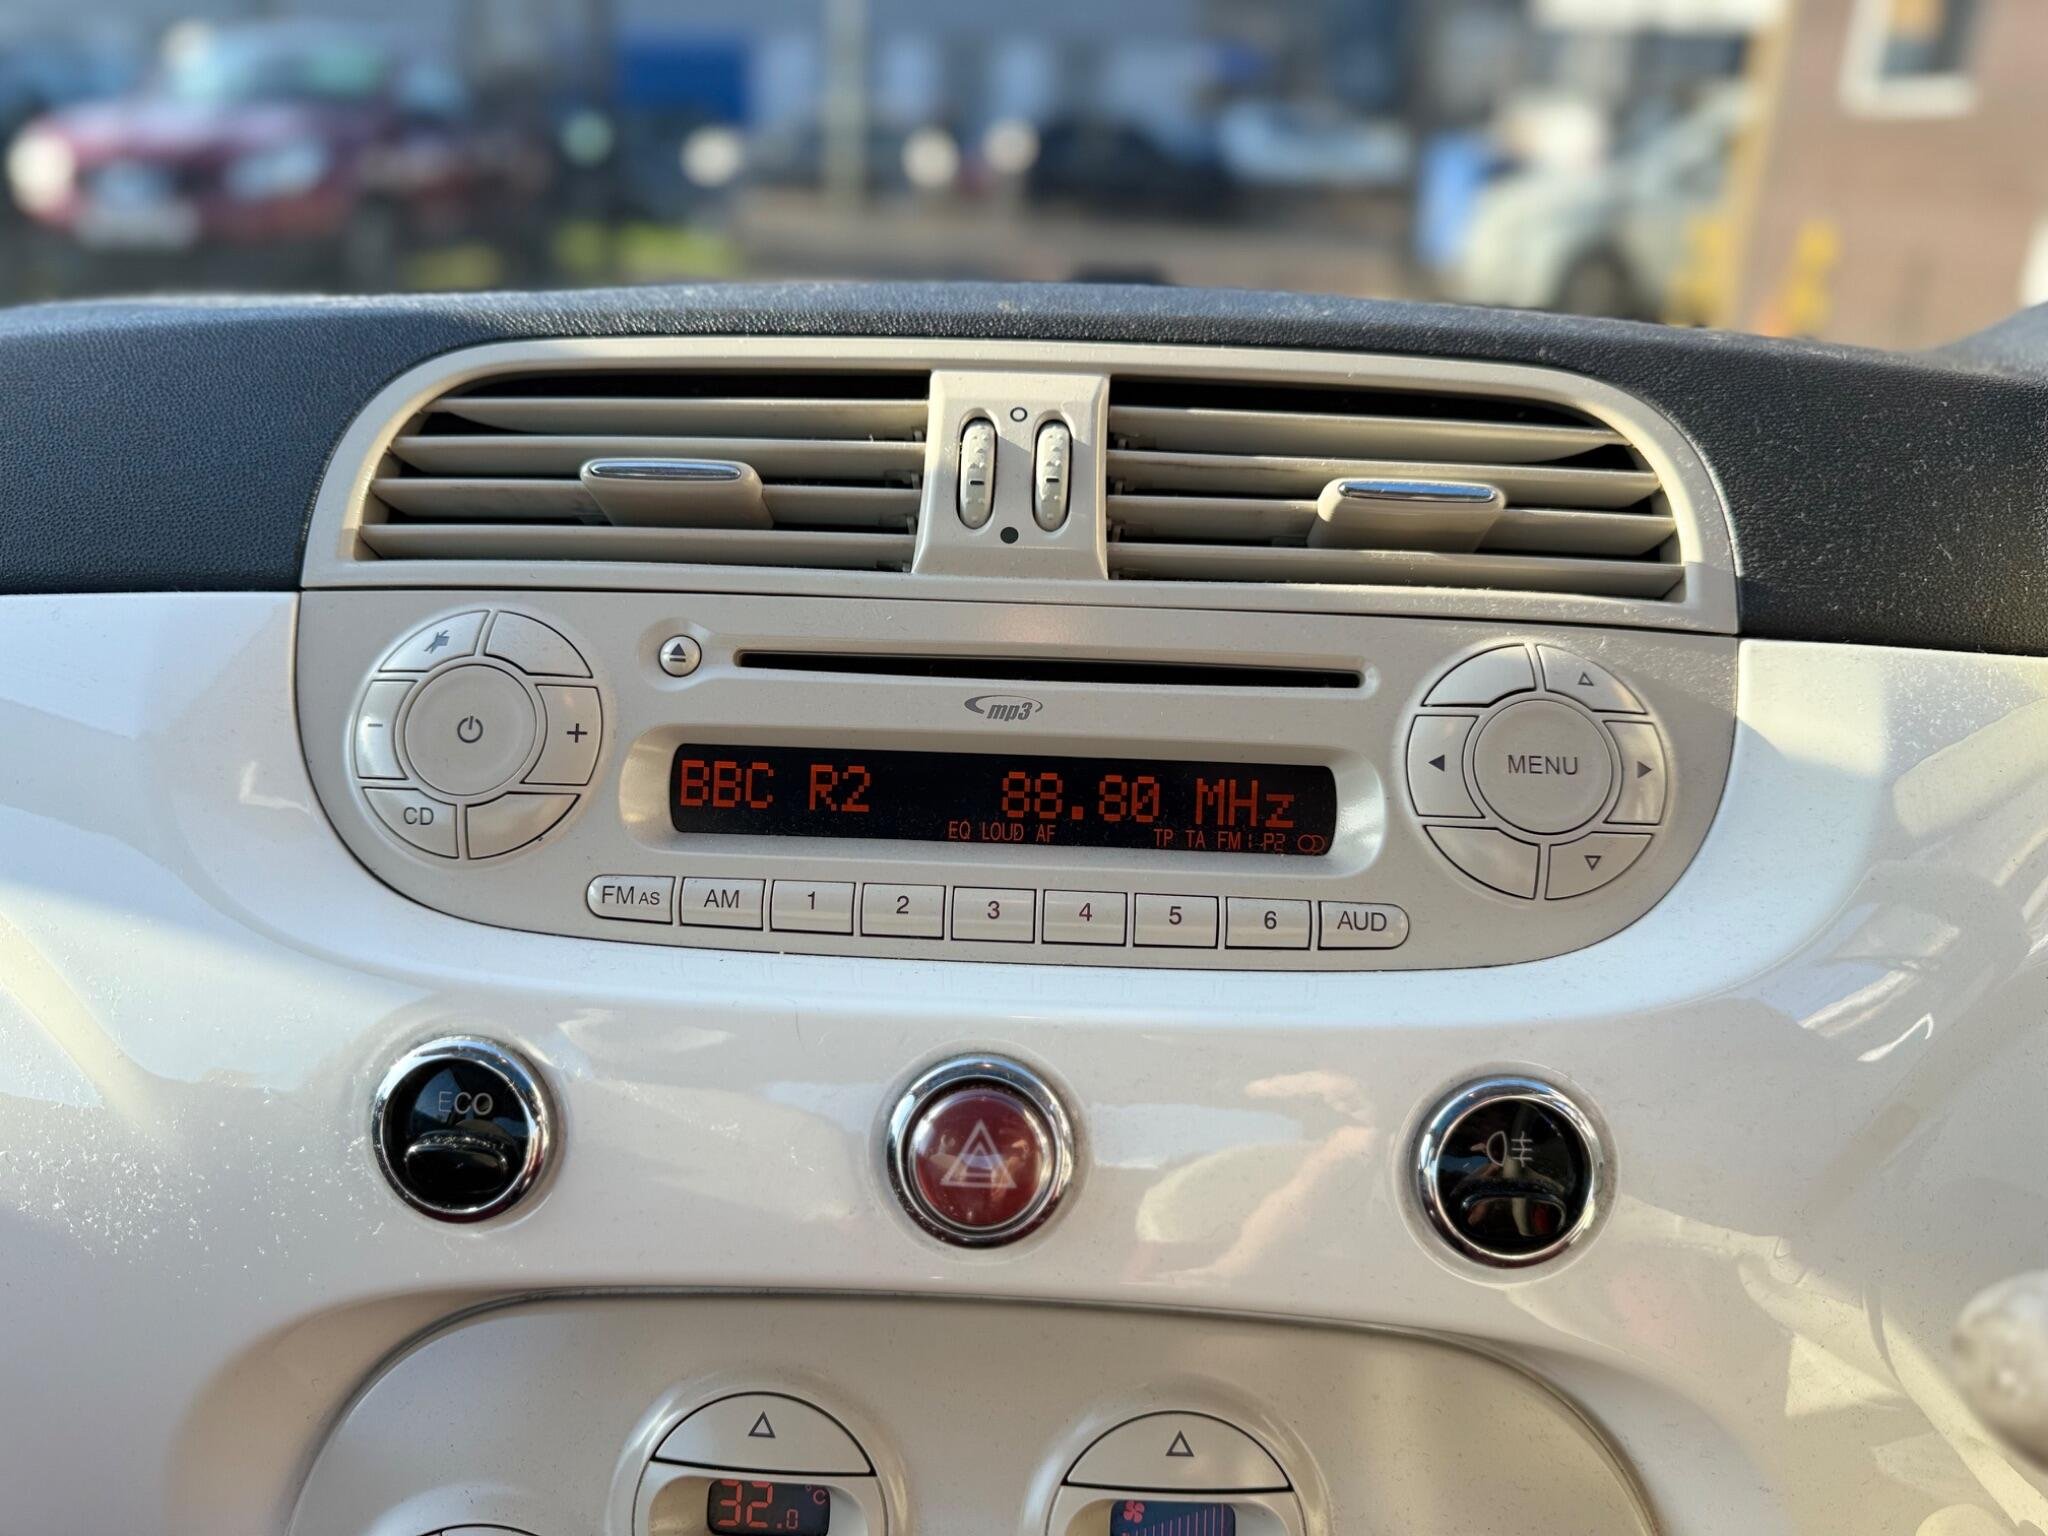 mp3
CD
MENU
BBC R2 88.80 MHz
EQ LOUD AF TP TA FM1 P2
FM AS AM 1 2 3 4 5 6 AUD
ECO
32.0 °C